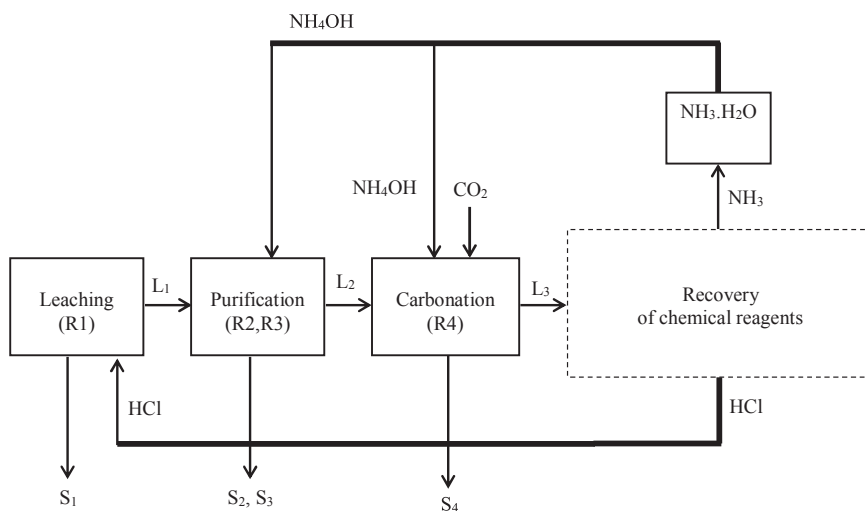 NH₄OH
NH₃.H₂O
NH₄OH
CO₂
NH₃
Leaching
(R1)
L₁
Purification
(R2,R3)
L₂
Carbonation
(R4)
L₃
Recovery
of chemical reagents
HCl
HCl
S₁
S₂, S₃
S₄